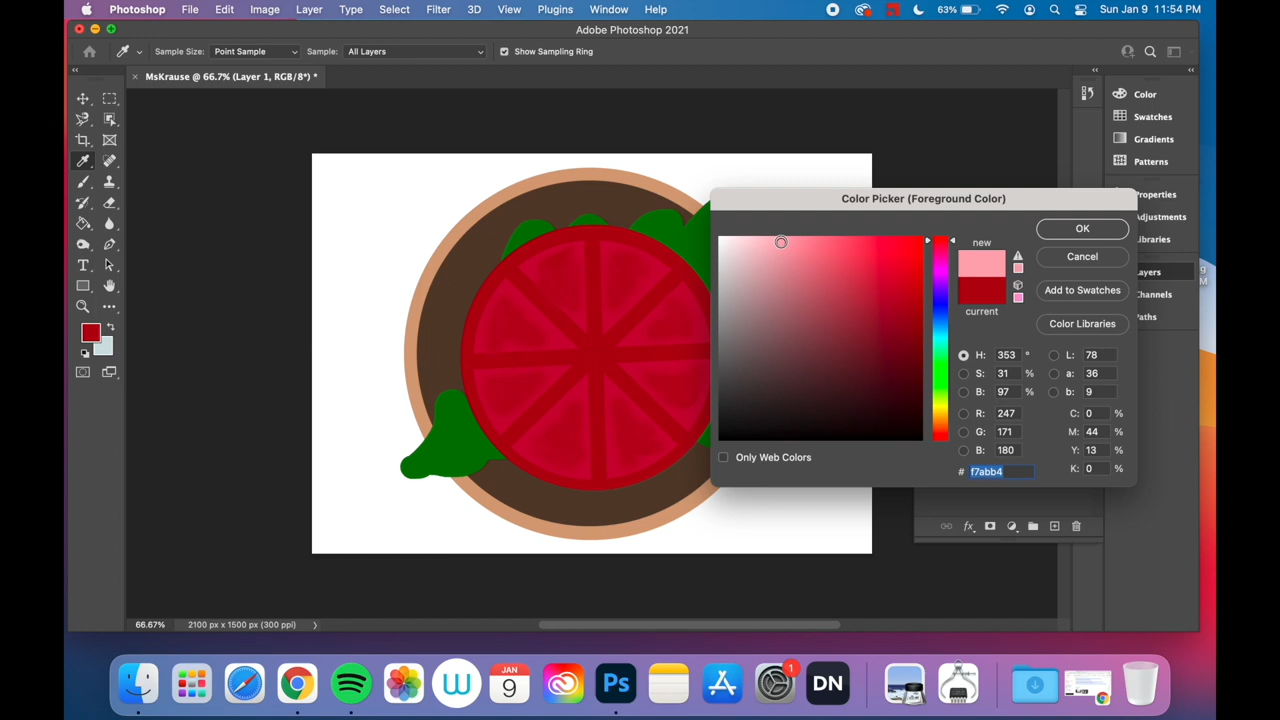 Photoshop File Edit Image Layer Type Select Filter 3D View Plugins Window Help 63% Sun Jan 9 11:54 PM
Adobe Photoshop 2021
Sample Size: Point Sample Sample: All Layers Show Sampling Ring
MsKrause @ 66.7% (Layer 1, RGB/8*) *
Color
Swatches
Gradients
Patterns
Properties
Adjustments
Libraries
Layers
Channels
Paths
9
M
Color Picker (Foreground Color)
new
current
OK
Cancel
Add to Swatches
Color Libraries
H: 353 ° L: 78
S: 31 % a: 36
B: 97 % b: 9
R: 247 C: 0 %
G: 171 M: 44 %
B: 180 Y: 13 %
# f7abb4 K: 0 %
Only Web Colors
fx
T
66.67% 2100 px x 1500 px (300 ppi)
JAN
9
W
Ps
1
DN